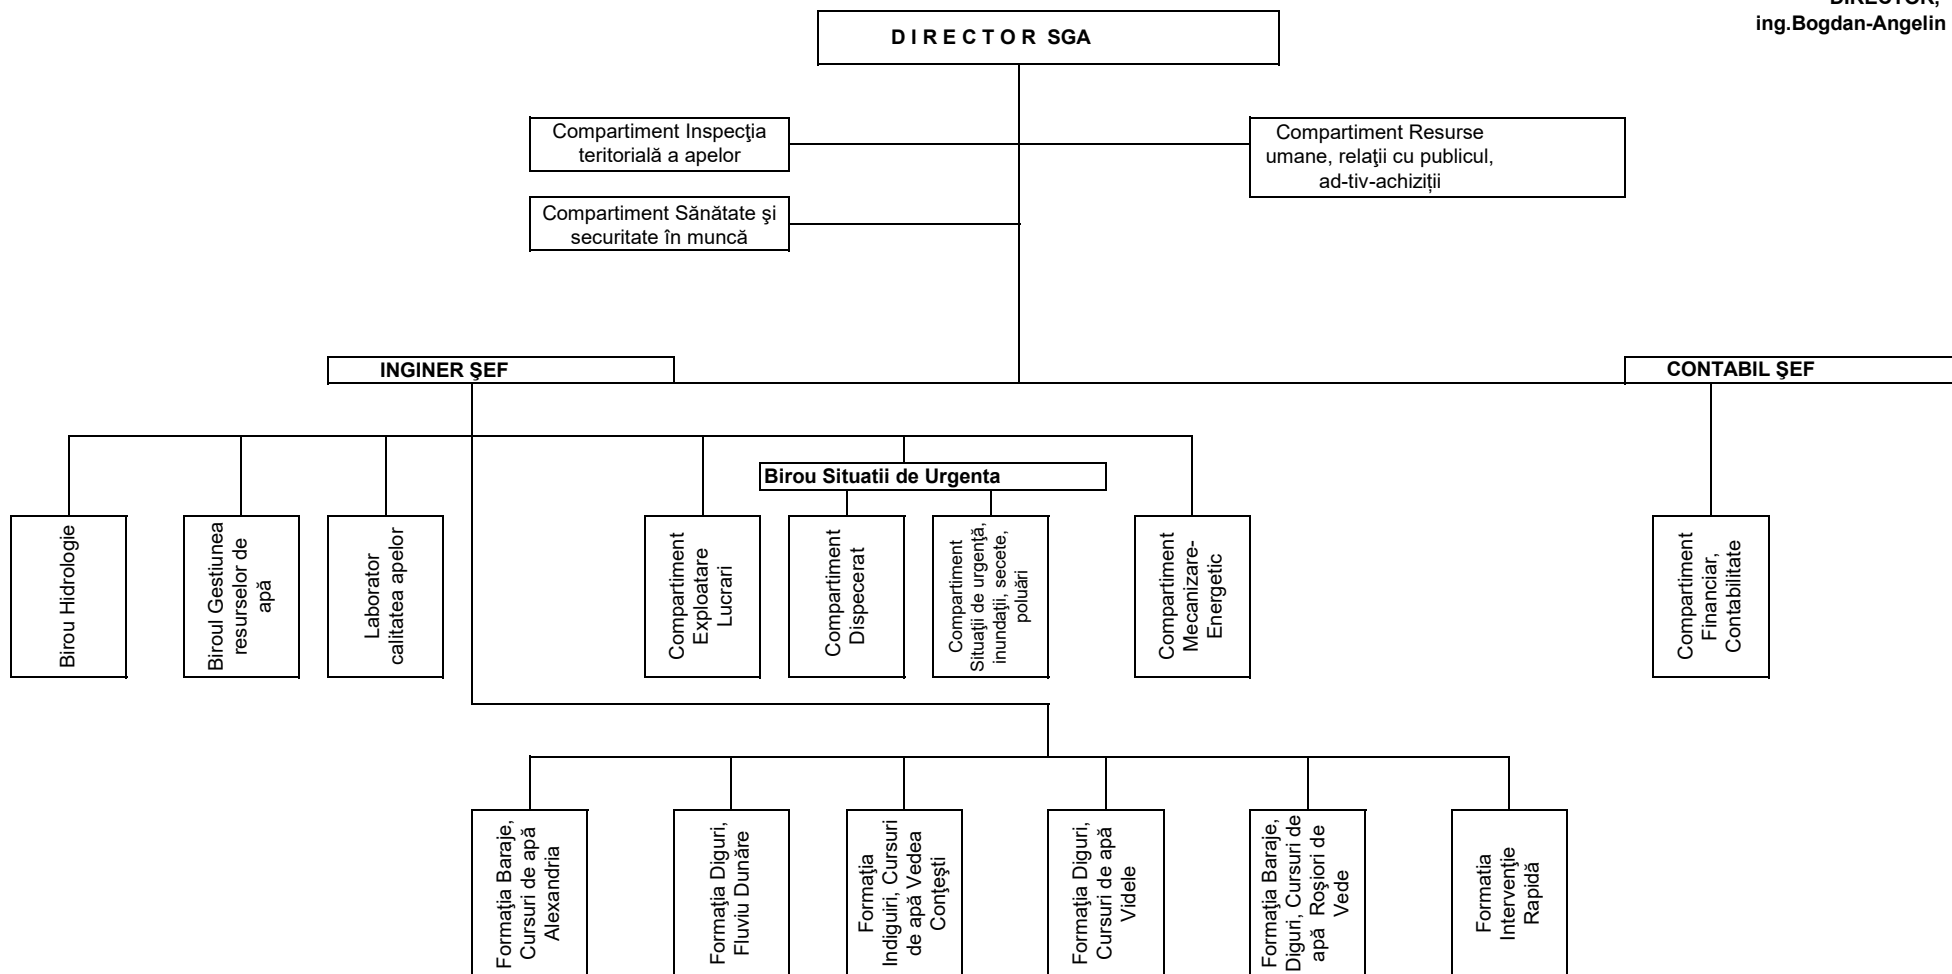 DIRECTOR,
ing.Bogdan-Angelin
D I R E C T O R SGA
Compartiment Inspecţia
teritorială a apelor
Compartiment Resurse
umane, relaţii cu publicul,
ad-tiv-achiziții
Compartiment Sănătate şi
securitate în muncă
INGINER ŞEF
CONTABIL ŞEF
Birou Situatii de Urgenta
Birou Hidrologie
Biroul Gestiunea
resurselor de
apă
Laborator
calitatea apelor
Compartiment
Exploatare
Lucrari
Compartiment
Dispecerat
Compartiment
Situaţii de urgenţă,
inundaţii, secete,
poluări
Compartiment
Mecanizare-
Energetic
Compartiment
Financiar,
Contabilitate
Formaţia Baraje,
Cursuri de apă
Alexandria
Formaţia Diguri,
Fluviu Dunăre
Formaţia
Indiguiri, Cursuri
de apă Vedea
Conţeşti
Formaţia Diguri,
Cursuri de apă
Videle
Formaţia Baraje,
Diguri, Cursuri de
apă Roşiori de
Vede
Formatia
Intervenţie
Rapidă